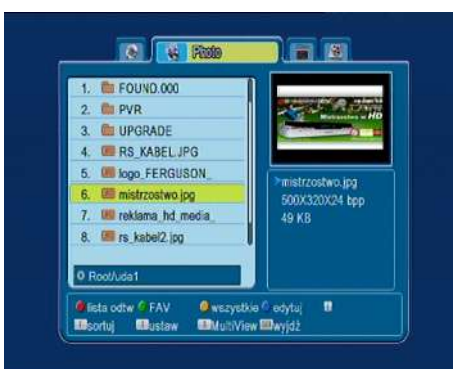 Photo
1. FOUND.000
2. PVR
3. UPGRADE
4. RS_KABEL.JPG
5. logo_FERGUSON_
6. mistrzostwo.jpg
7. reklama_hd_media_
8. rs_kabel2.jpg
Mistrzostwo w HD
mistrzostwo.jpg
500X320X24 bpp
49 KB
Root/uda1
lista odtw FAV wszystkie edytuj
sortuj ustaw MultiView wyjdź